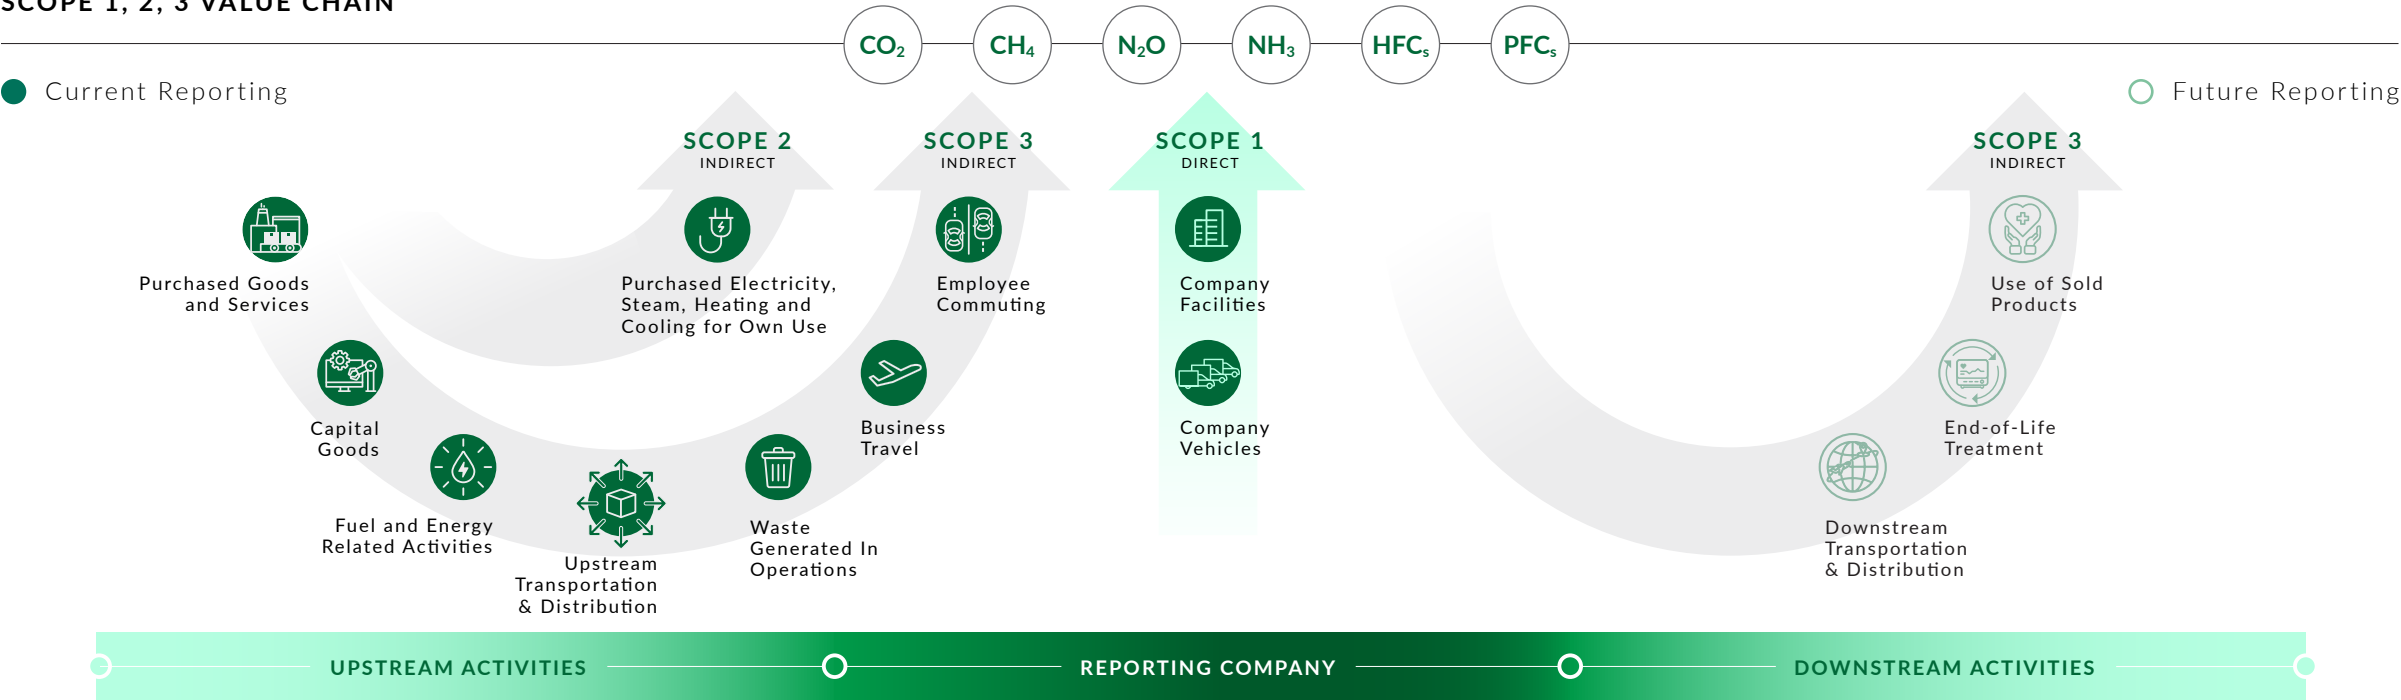 SCOPE 1, 2, 3 VALUE CHAIN
CO₂ CH₄ N₂O NH₃ HFCs PFCs
Current Reporting
Future Reporting
SCOPE 2
INDIRECT
SCOPE 3
INDIRECT
SCOPE 1
DIRECT
SCOPE 3
INDIRECT
Purchased Goods
and Services
Purchased Electricity,
Steam, Heating and
Cooling for Own Use
Employee
Commuting
Company
Facilities
Use of Sold
Products
Capital
Goods
Business
Travel
Company
Vehicles
End-of-Life
Treatment
Fuel and Energy
Related Activities
Upstream
Transportation
& Distribution
Waste
Generated In
Operations
Downstream
Transportation
& Distribution
UPSTREAM ACTIVITIES
REPORTING COMPANY
DOWNSTREAM ACTIVITIES